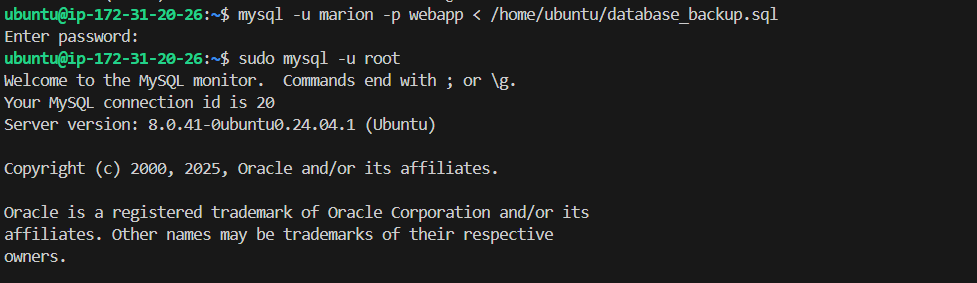 ubuntu@ip-172-31-20-26:~$ mysql -u marion -p webapp < /home/ubuntu/database_backup.sql
Enter password:
ubuntu@ip-172-31-20-26:~$ sudo mysql -u root
Welcome to the MySQL monitor.  Commands end with ; or \g.
Your MySQL connection id is 20
Server version: 8.0.41-0ubuntu0.24.04.1 (Ubuntu)

Copyright (c) 2000, 2025, Oracle and/or its affiliates.

Oracle is a registered trademark of Oracle Corporation and/or its
affiliates. Other names may be trademarks of their respective
owners.